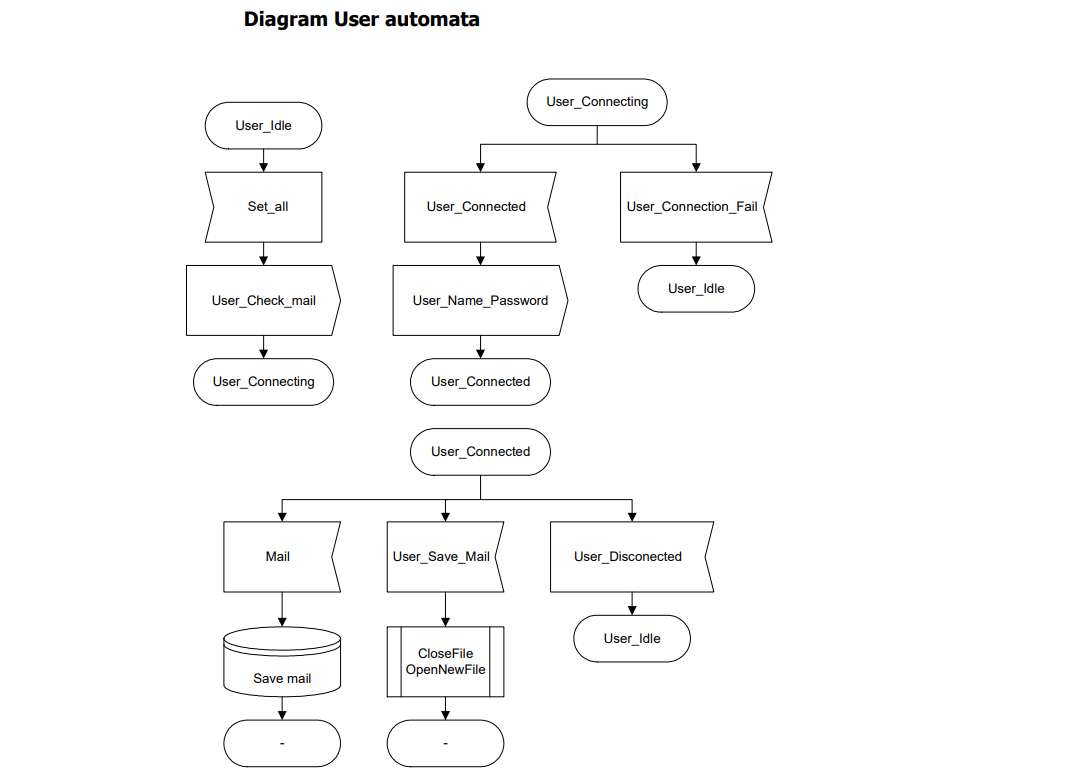 Diagram User automata
User_Idle
Set_all
User_Check_mail
User_Connecting
User_Connecting
User_Connected
User_Name_Password
User_Connected
User_Connection_Fail
User_Idle
User_Connected
Mail
Save mail
-
User_Save_Mail
CloseFile
OpenNewFile
-
User_Disconected
User_Idle